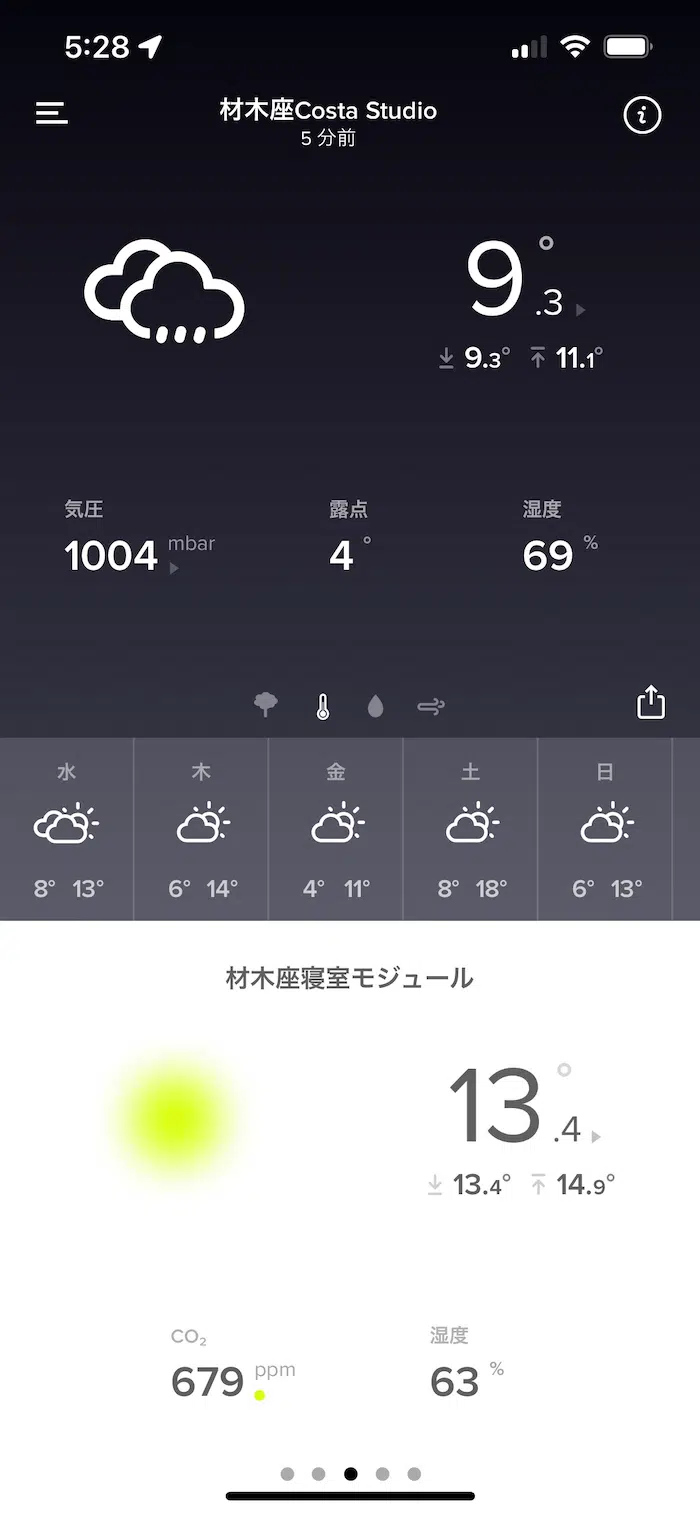 5:28
材木座Costa Studio
5 分前
9.3°
9.3° 11.1°
気圧 露点 湿度
1004 mbar 4° 69 %
水 木 金 土 日
8° 13° 6° 14° 4° 11° 8° 18° 6° 13°
材木座寝室モジュール
13.4°
13.4° 14.9°
CO₂ 湿度
679 ppm 63 %